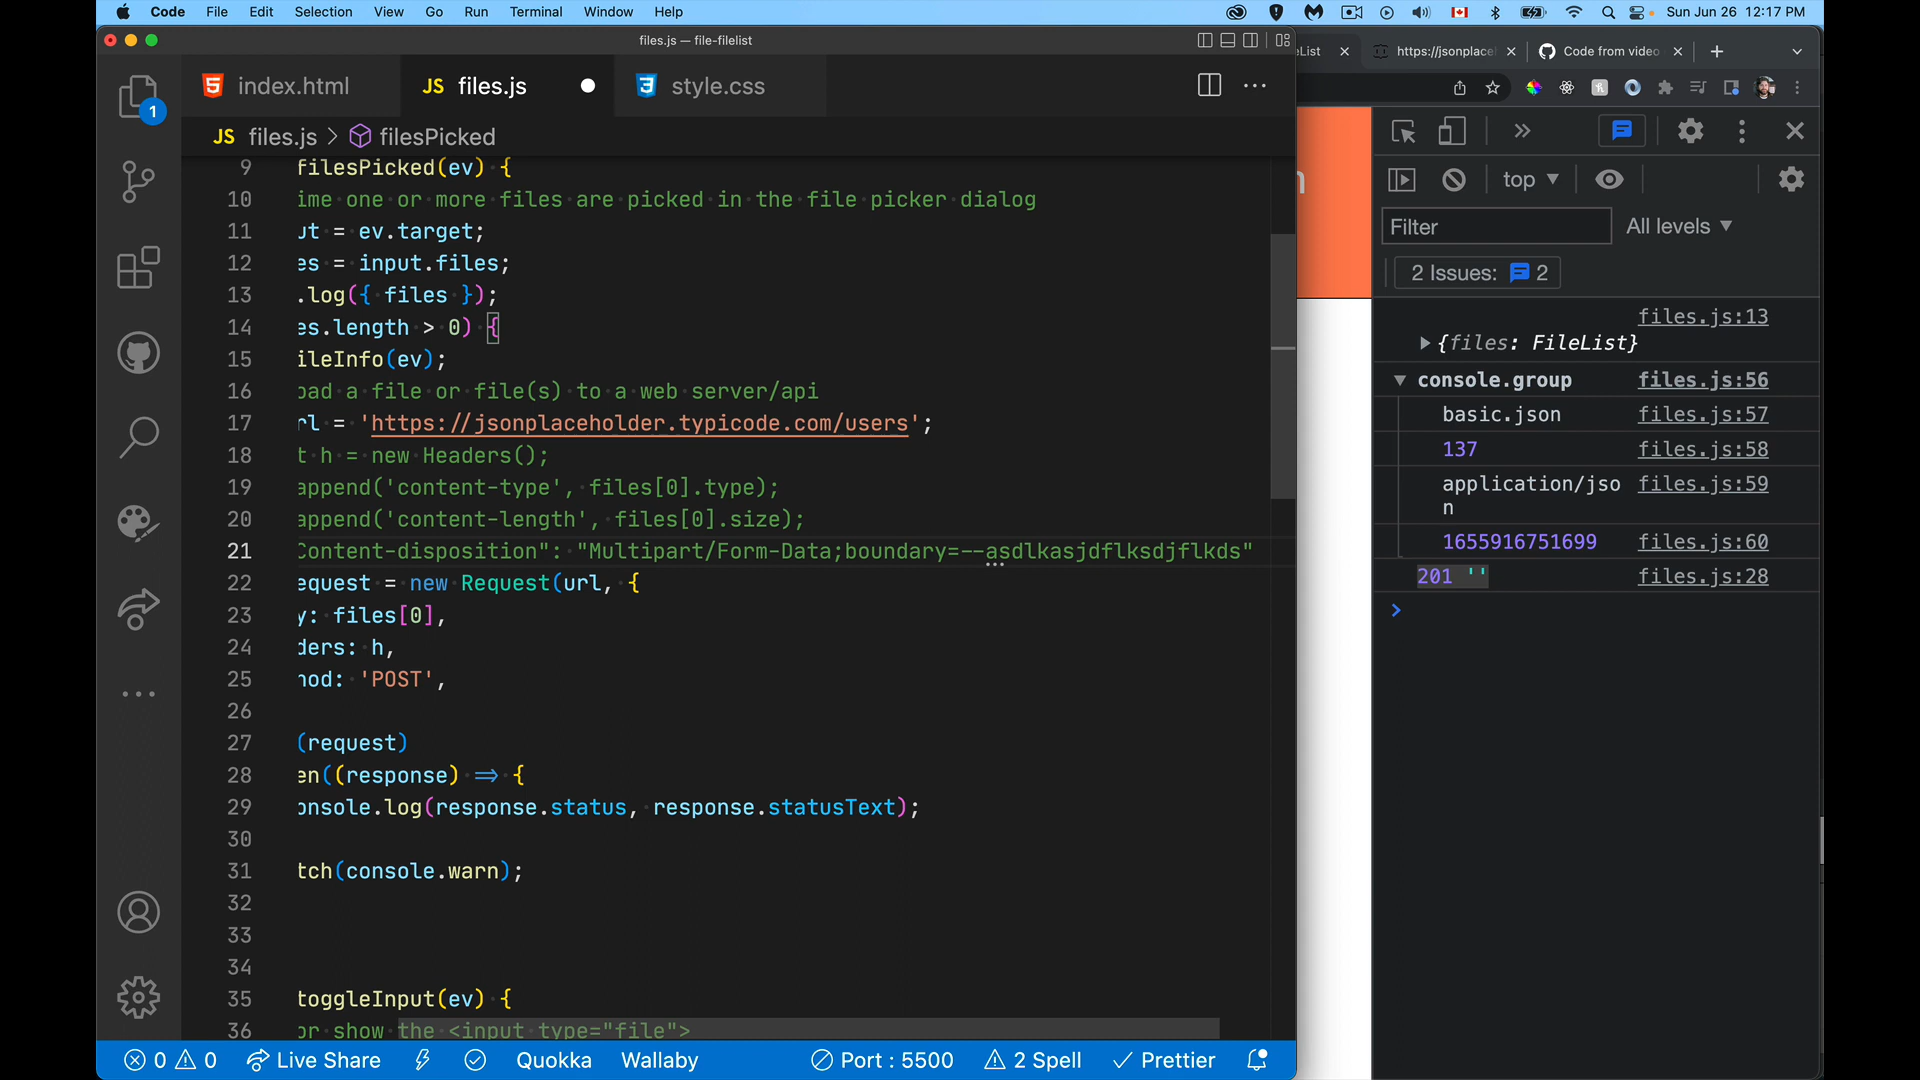 Code File Edit Selection View Go Run Terminal Window Help
Sun Jun 26 12:17 PM
files.js — file-filelist
eList
https://jsonplace
Code from video
index.html
JS files.js
style.css
JS files.js > filesPicked
1
9 filesPicked(ev) {
10 ime one or more files are picked in the file picker dialog
11 ut = ev.target;
12 es = input.files;
13 .log({ files });
14 es.length > 0) {
15 ileInfo(ev);
16 oad a file or file(s) to a web server/api
17 rl = 'https://jsonplaceholder.typicode.com/users';
18 t h = new Headers();
19 append('content-type', files[0].type);
20 append('content-length', files[0].size);
21 Content-disposition": "Multipart/Form-Data;boundary=--asdlkasjdflksdjflkds"
22 equest = new Request(url, {
23 y: files[0],
24 ders: h,
25 hod: 'POST',
26
27 (request)
28 en((response) => {
29 onsole.log(response.status, response.statusText);
30
31 tch(console.warn);
32
33
34
35 toggleInput(ev) {
36 or show the <input type="file">
0 0 Live Share Quokka Wallaby Port : 5500 2 Spell Prettier
top
Filter
All levels
2 Issues: 2
files.js:13
{files: FileList}
console.group files.js:56
basic.json files.js:57
137 files.js:58
application/jso files.js:59
n
1655916751699 files.js:60
201 '' files.js:28